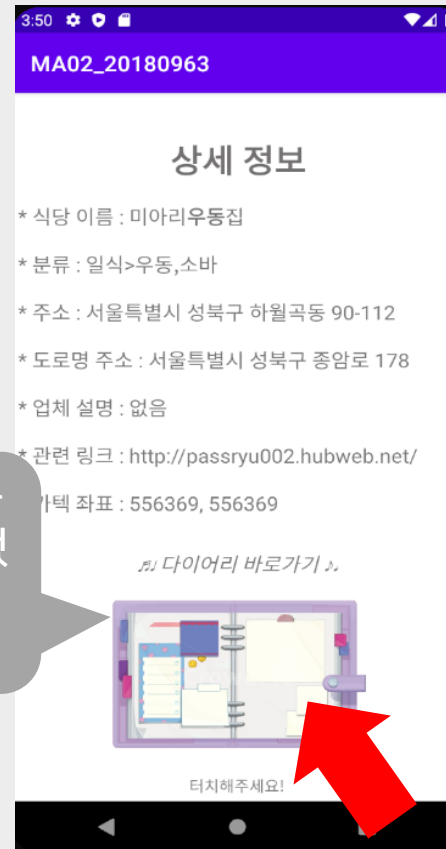 3:50
MA02_20180963
상세 정보
* 식당 이름 : 미아리우동집
* 분류 : 일식>우동,소바
* 주소 : 서울특별시 성북구 하월곡동 90-112
* 도로명 주소 : 서울특별시 성북구 종암로 178
* 업체 설명 : 없음
* 관련 링크 : http://passryu002.hubweb.net/
좌표 : 556369, 556369
♬♩ 다이어리 바로가기 ♪♩
터치해주세요!